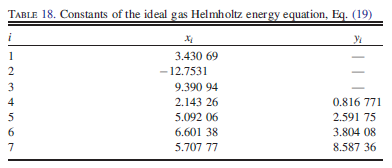 TABLE 18. Constants of the ideal gas Helmholtz energy equation, Eq. (19)
i xᵢ yᵢ
1 3.430 69 —
2 −12.7531 —
3 9.390 94 —
4 2.143 26 0.816 771
5 5.092 06 2.591 75
6 6.601 38 3.804 08
7 5.707 77 8.587 36